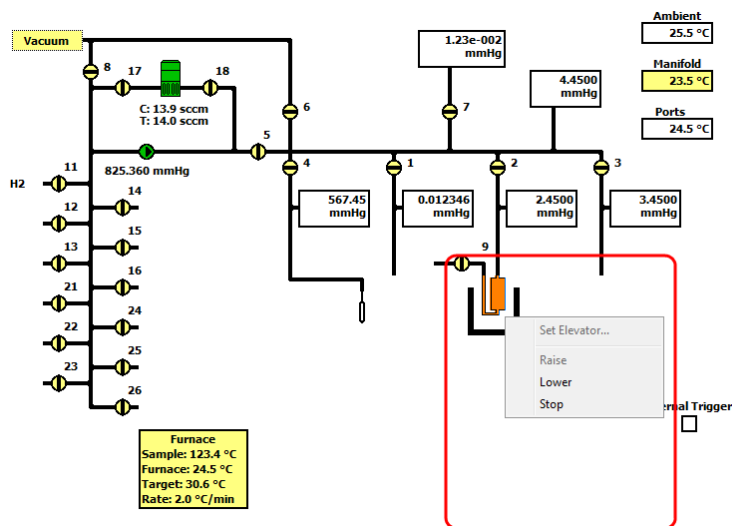 Ambient
25.5 °C
Vacuum
1.23e-002
mmHg
8
17
18
Manifold
23.5 °C
4.4500
mmHg
C: 13.9 sccm
T: 14.0 sccm
6
7
Ports
24.5 °C
5
825.360 mmHg
4
1
2
3
11
H2
14
567.45
mmHg
0.012346
mmHg
2.4500
mmHg
3.4500
mmHg
12
15
13
9
16
21
24
22
Set Elevator...
25
Raise
23
Lower
26
Stop
ernal Trigger
Furnace
Sample: 123.4 °C
Furnace: 24.5 °C
Target: 30.6 °C
Rate: 2.0 °C/min